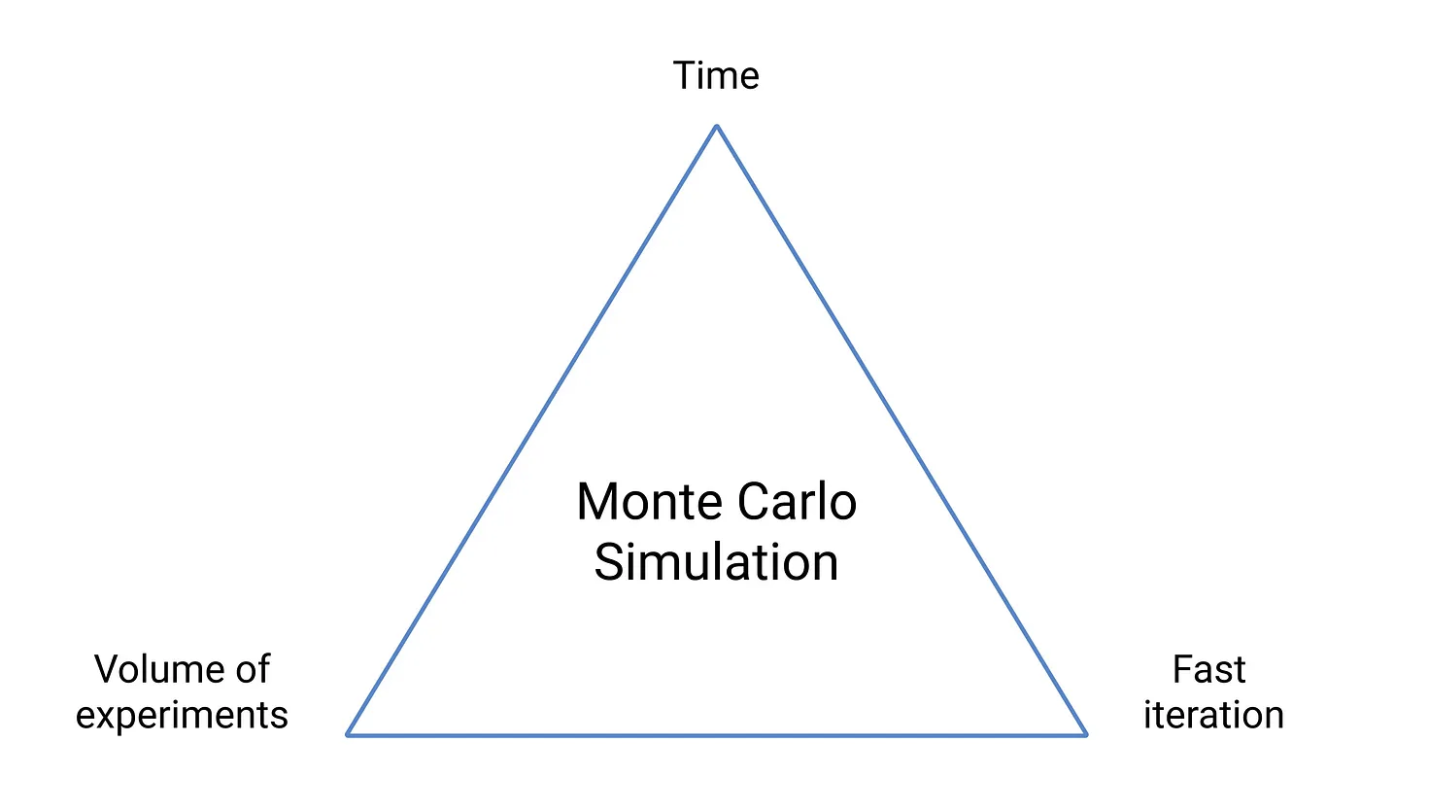 Time
Monte Carlo
Simulation
Volume of
experiments
Fast
iteration